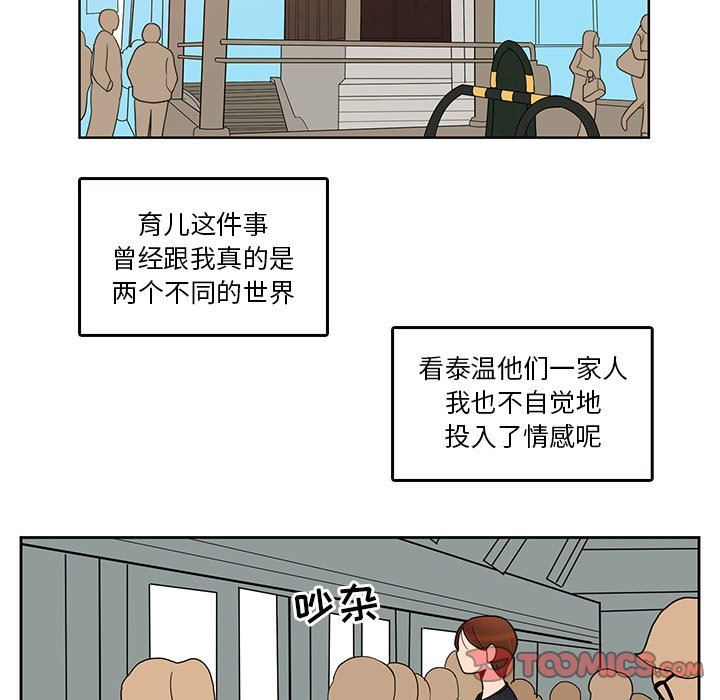 育儿这件事
曾经跟我真的是
两个不同的世界
看泰温他们一家人
我也不自觉地
投入了情感呢
吵杂
TOOMICS.COM